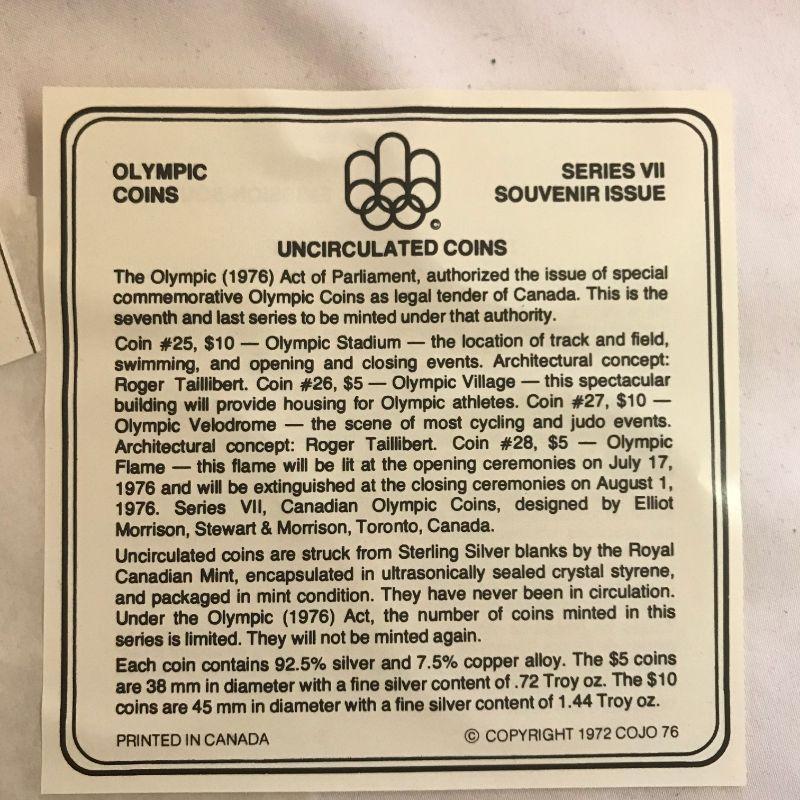 OLYMPIC
COINS
SERIES VII
SOUVENIR ISSUE
©
UNCIRCULATED COINS
The Olympic (1976) Act of Parliament, authorized the issue of special
commemorative Olympic Coins as legal tender of Canada. This is the
seventh and last series to be minted under that authority.
Coin #25, $10 — Olympic Stadium — the location of track and field,
swimming, and opening and closing events. Architectural concept:
Roger Taillibert. Coin #26, $5 — Olympic Village — this spectacular
building will provide housing for Olympic athletes. Coin #27, $10 —
Olympic Velodrome — the scene of most cycling and judo events.
Architectural concept: Roger Taillibert. Coin #28, $5 — Olympic
Flame — this flame will be lit at the opening ceremonies on July 17,
1976 and will be extinguished at the closing ceremonies on August 1,
1976. Series VII, Canadian Olympic Coins, designed by Elliot
Morrison, Stewart & Morrison, Toronto, Canada.
Uncirculated coins are struck from Sterling Silver blanks by the Royal
Canadian Mint, encapsulated in ultrasonically sealed crystal styrene,
and packaged in mint condition. They have never been in circulation.
Under the Olympic (1976) Act, the number of coins minted in this
series is limited. They will not be minted again.
Each coin contains 92.5% silver and 7.5% copper alloy. The $5 coins
are 38 mm in diameter with a fine silver content of .72 Troy oz. The $10
coins are 45 mm in diameter with a fine silver content of 1.44 Troy oz.
PRINTED IN CANADA
© COPYRIGHT 1972 COJO 76